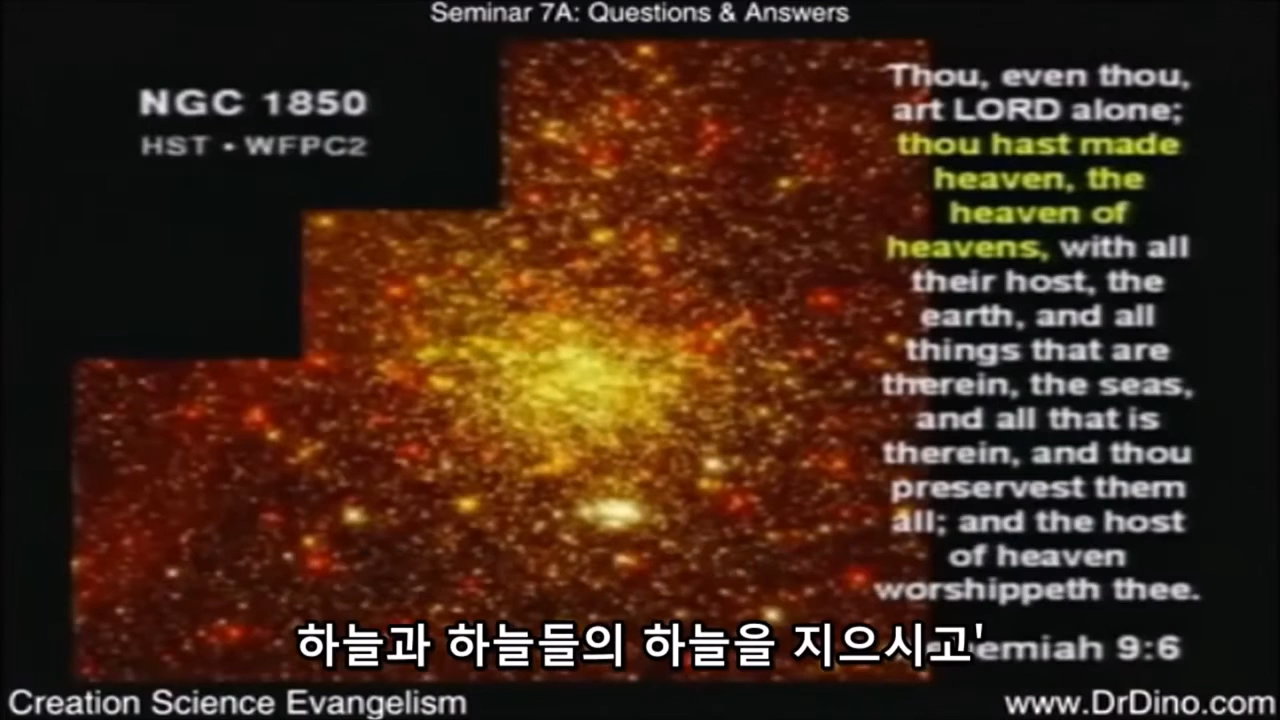 Seminar 7A: Questions & Answers
NGC 1850
HST • WFPC2
Thou, even thou,
art LORD alone;
thou hast made
heaven, the
heaven of
heavens, with all
their host, the
earth, and all
things that are
therein, the seas,
and all that is
therein, and thou
preservest them
all; and the host
of heaven
worshippeth thee.
9:6
하늘과 하늘들의 하늘을 지으시고'
Creation Science Evangelism
www.DrDino.com